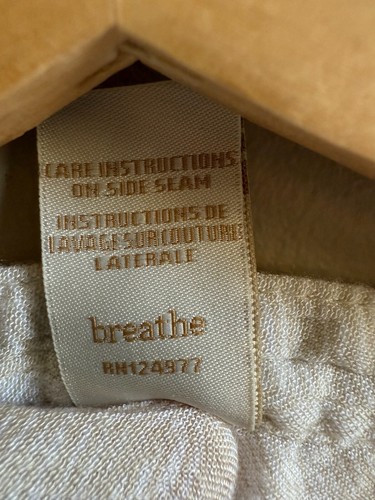 CARE INSTRUCTIONS
ON SIDE SEAM
INSTRUCTIONS DE
LAVAGE SUR COUTURE
LATERALE
breathe
RN124977